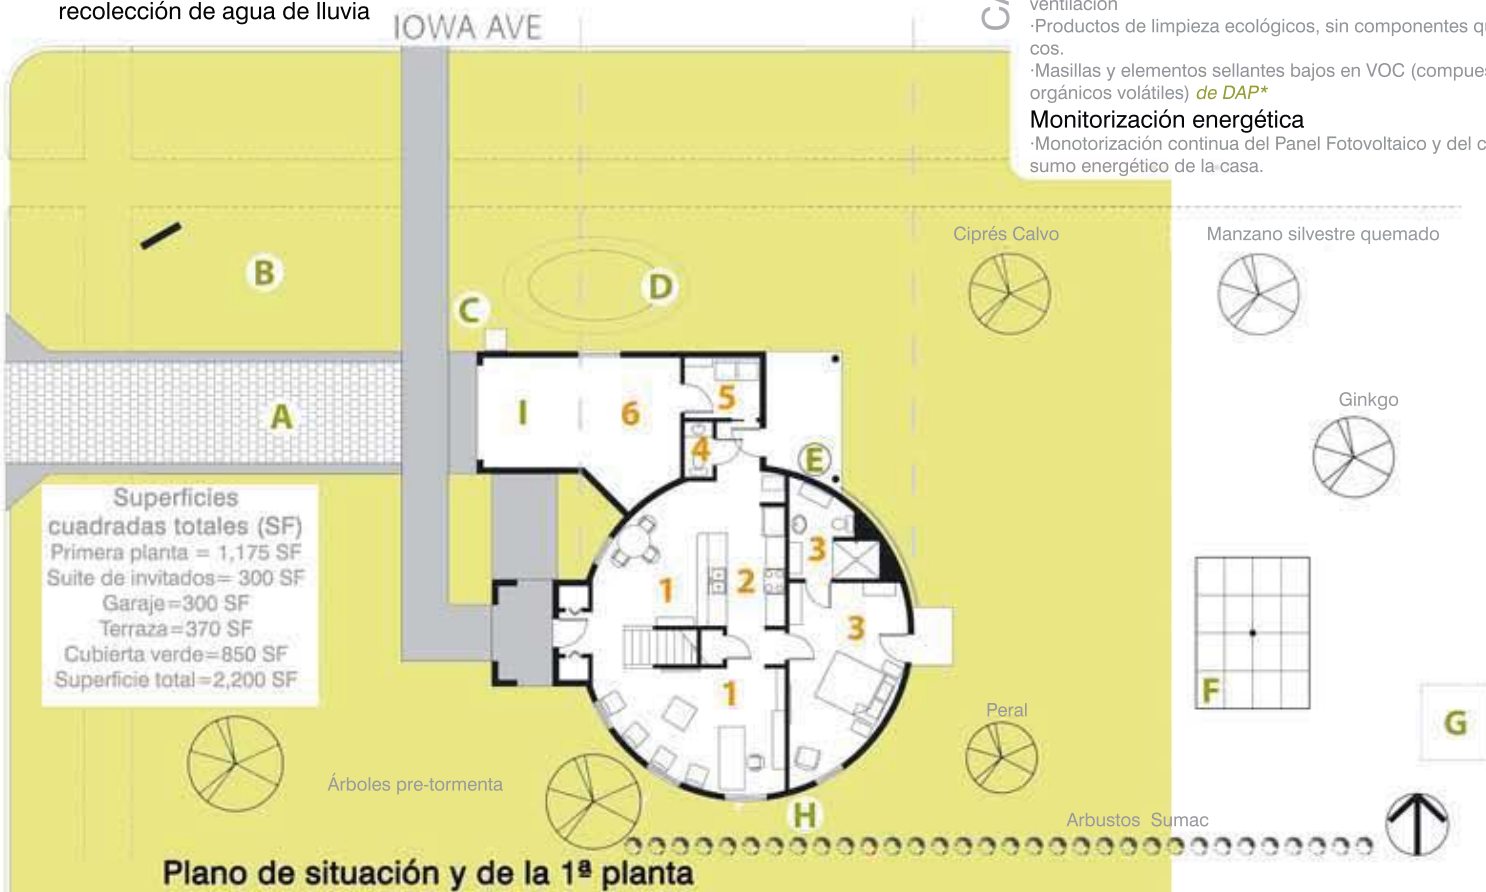 recolección de agua de lluvia
IOWA AVE
CA
ventilación
·Productos de limpieza ecológicos, sin componentes qu
cos.
·Masillas y elementos sellantes bajos en VOC (compues
orgánicos volátiles) de DAP*
Monitorización energética
·Monotorización continua del Panel Fotovoltaico y del c
sumo energético de la casa.
Ciprés Calvo
Manzano silvestre quemado
B
D
C
Ginkgo
A
I
6
5
4
E
Superficies
cuadradas totales (SF)
Primera planta = 1,175 SF
Suite de invitados= 300 SF
Garaje=300 SF
Terraza=370 SF
Cubierta verde=850 SF
Superficie total=2,200 SF
1
2
3
3
1
F
G
Peral
Árboles pre-tormenta
H
Arbustos Sumac
Plano de situación y de la 1ª planta